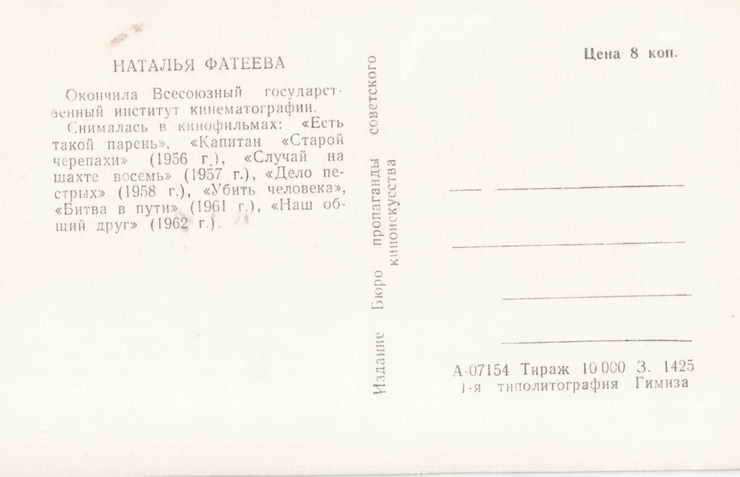 НАТАЛЬЯ ФАТЕЕВА
Окончила Всесоюзный государст-
венный институт кинематографии.
Снималась в кинофильмах: «Есть
такой парень», «Капитан «Старой
черепахи» (1956 г.), «Случай на
шахте восемь» (1957 г.), «Дело пе-
стрых» (1958 г.), «Убить человека»,
«Битва в пути» (1961 г.), «Наш об-
щий друг» (1962 г.).
Издание Бюро пропаганды советского
киноискусства
Цена 8 коп.
А-07154 Тираж 10 000 З. 1425
1-я типолитография Гимиза